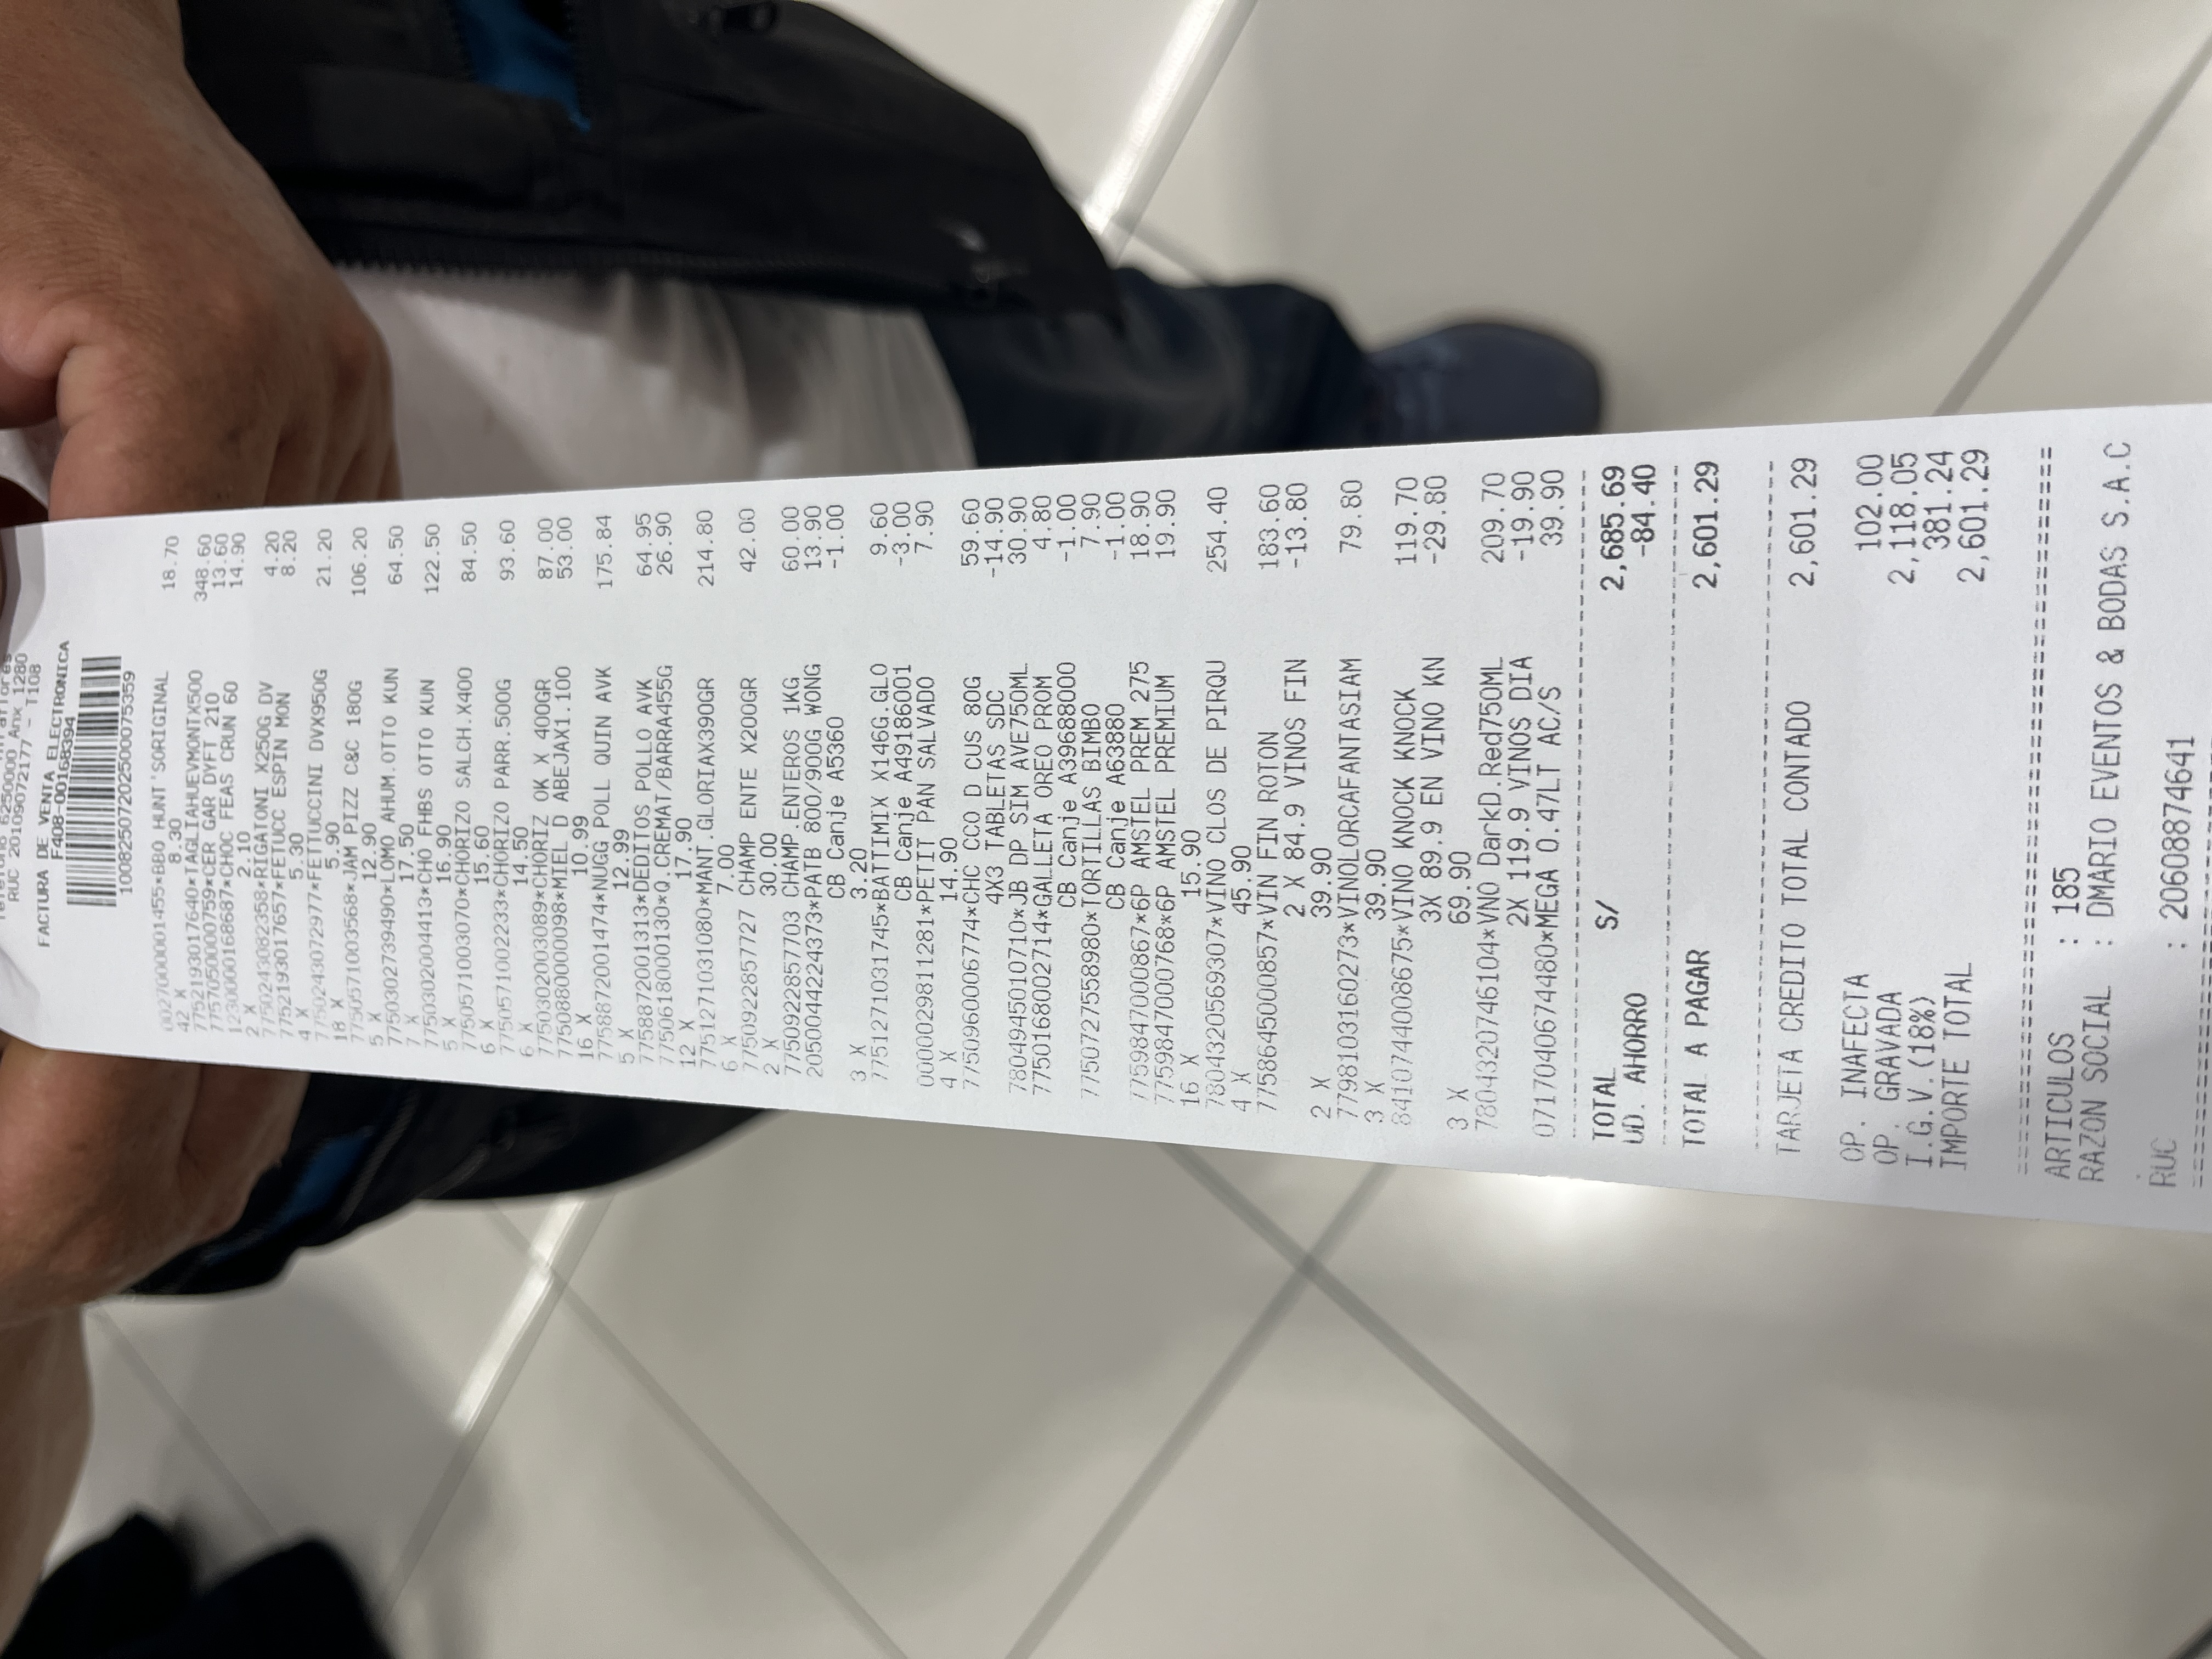 Anx 1280
RUC 20109072177 - T108
FACTURA DE VENTA ELECTRONICA
F408-00168394
10082507202500075359
0027000001455*BBQ HUNT'SORIGINAL 18.70
42 X 8.30
7752193017640*TAGLIAHUEVMONTX500 348.60
7757050000759*CER GAR DYFT 210 13.60
1230000168687*CHOC FEAS CRUN 60 14.90
2 X 2.10
7750243082358*RIGATONI X250G DV 4.20
7752193017657*FETUCC ESPIN MON 8.20
4 X 5.30
7750243072977*FETTUCCINI DVX950G 21.20
18 X 5.90
7750571003568*JAM PIZZ C&C 180G 106.20
5 X 12.90
7750302739490*LOMO AHUM.OTTO KUN 64.50
7 X 17.50
7750302004413*CHO FHBS OTTO KUN 122.50
5 X 16.90
7750571003070*CHORIZO SALCH.X400 84.50
6 X 15.60
7750571002233*CHORIZO PARR.500G 93.60
6 X 14.50
7750302003089*CHORIZ OK X 400GR 87.00
7750880000098*MIEL D ABEJAX1.100 53.00
16 X 10.99
7758872001474*NUGG POLL QUIN AVK 175.84
5 X 12.99
7758872001313*DEDITOS POLLO AVK 64.95
7750618000130*Q.CREMAT/BARRA455G 26.90
12 X 17.90
7751271031080*MANT.GLORIAX390GR 214.80
6 X 7.00
7750922857727 CHAMP ENTE X200GR 42.00
2 X 30.00
7750922857703 CHAMP.ENTEROS 1KG 60.00
2050044224373*PATB 800/900G WONG 13.90
CB Canje A5360 -1.00
3 X 3.20
7751271031745*BATTIMIX X146G.GLO 9.60
CB Canje A49186001 -3.00
0000029811281*PETIT PAN SALVADO 7.90
4 X 14.90
7750960006774*CHC CCO D CUS 80G 59.60
4X3 TABLETAS SDC -14.90
7804945010710*JB DP SIM AVE750ML 30.90
7750168002714*GALLETA OREO PROM 4.80
CB Canje A39688000 -1.00
7750727558980*TORTILLAS BIMBO 7.90
CB Canje A63880 -1.00
7759847000867*6P AMSTEL PREM 275 18.90
7759847000768*6P AMSTEL PREMIUM 19.90
16 X 15.90
7804320569307*VINO CLOS DE PIRQU 254.40
4 X 45.90
7758645000857*VIN FIN ROTON 183.60
2 X 84.9 VINOS FIN -13.80
2 X 39.90
7798103160273*VINOLORCAFANTASIAM 79.80
3 X 39.90
8410744008675*VINO KNOCK KNOCK 119.70
3X 89.9 EN VINO KN -29.80
3 X 69.90
7804320746104*VNO DarkD.Red750ML 209.70
2X 119.9 VINOS DIA -19.90
0717040674480*MEGA 0.47LT AC/S 39.90
TOTAL S/ 2,685.69
UD. AHORRO -84.40
TOTAL A PAGAR 2,601.29
TARJETA CREDITO TOTAL CONTADO 2,601.29
OP. INAFECTA 102.00
OP. GRAVADA 2,118.05
I.G.V.(18%) 381.24
IMPORTE TOTAL 2,601.29
ARTICULOS : 185
RAZON SOCIAL : DMARIO EVENTOS & BODAS S.A.C
.
RUC : 20608874641